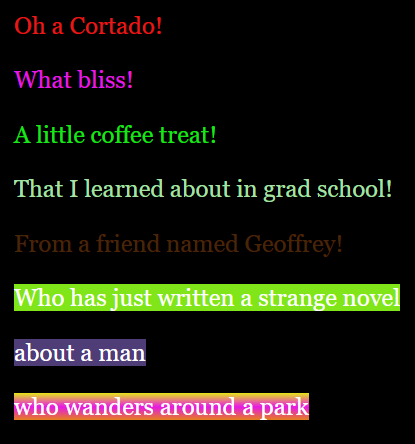 Oh a Cortado!
What bliss!
A little coffee treat!
That I learned about in grad school!
From a friend named Geoffrey!
Who has just written a strange novel
about a man
who wanders around a park